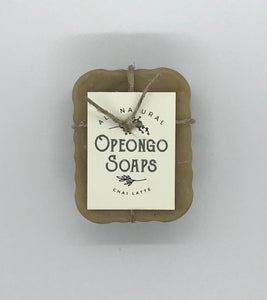 ALL NATURAL
OPEONGO
SOAPS
CHAI LATTE